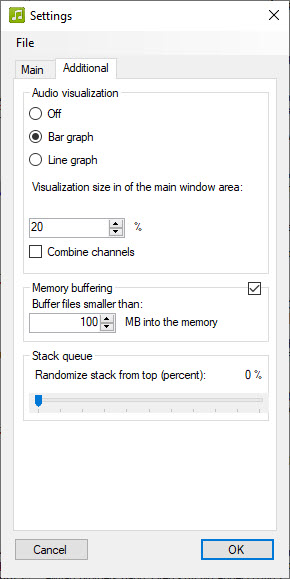 Settings
File
Main Additional
Audio visualization
Off
Bar graph
Line graph
Visualization size in of the main window area:
20 %
Combine channels
Memory buffering
Buffer files smaller than:
100 MB into the memory
Stack queue
Randomize stack from top (percent): 0 %
Cancel OK